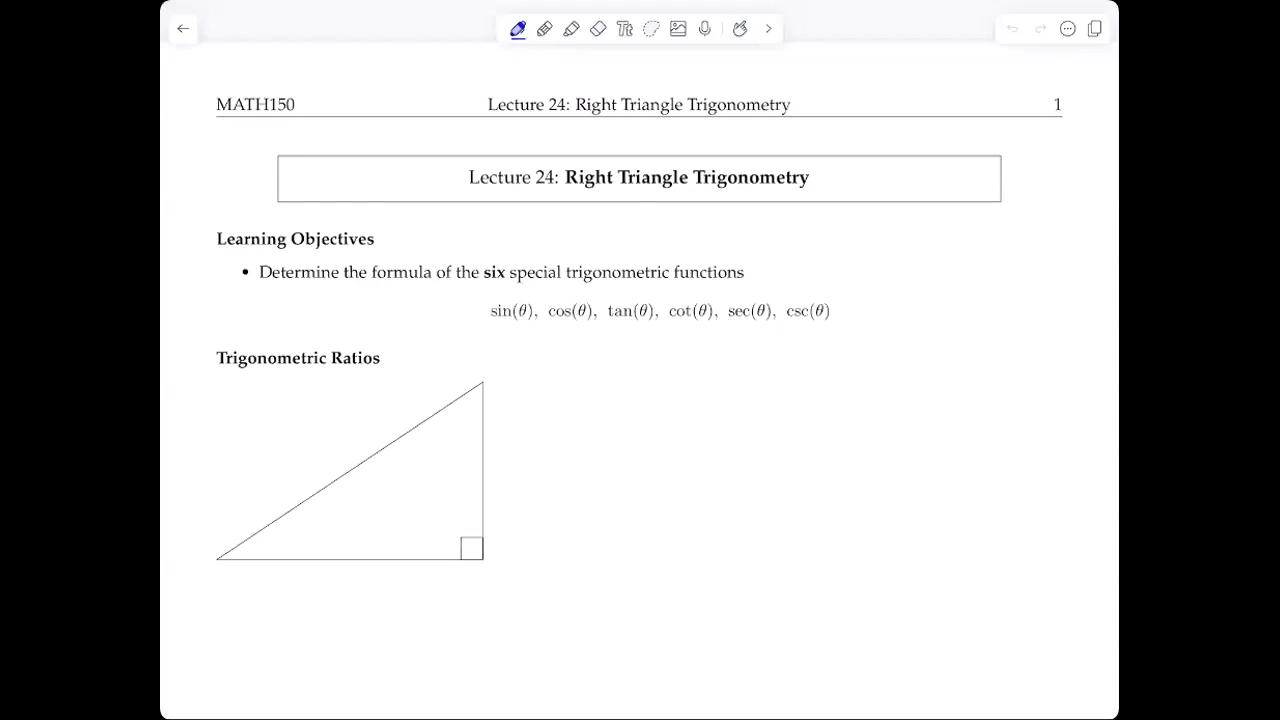 MATH150 Lecture 24: Right Triangle Trigonometry 1
Lecture 24: Right Triangle Trigonometry
Learning Objectives
• Determine the formula of the six special trigonometric functions
sin(θ), cos(θ), tan(θ), cot(θ), sec(θ), csc(θ)
Trigonometric Ratios